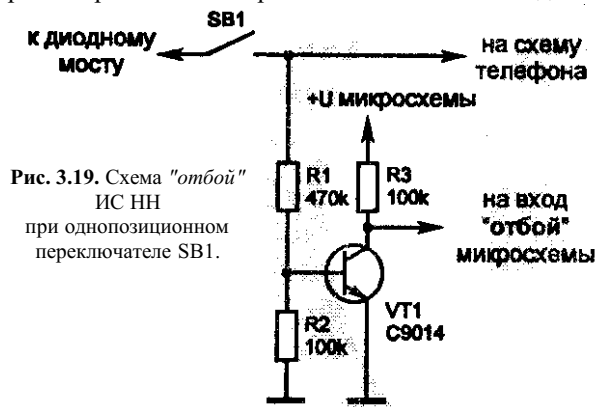 SB1
к диодному
мосту
на схему
телефона
+U микросхемы
Рис. 3.19. Схема "отбой"
ИС НН
при однопозиционном
переключателе SB1.
R1
470k
R3
100k
на вход
"отбой"
микросхемы
VT1
C9014
R2
100k